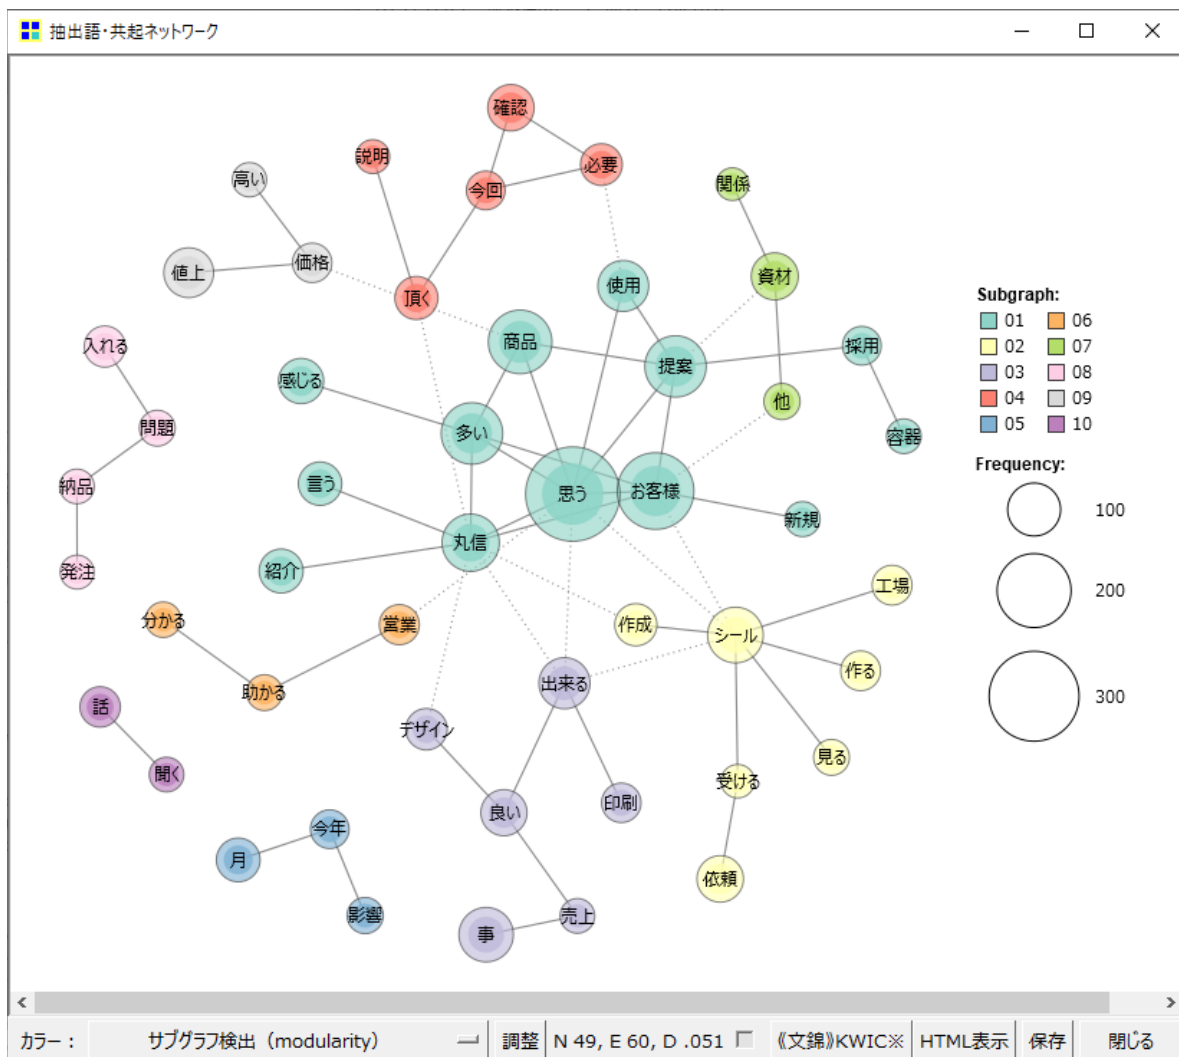 抽出語・共起ネットワーク
確認
説明
必要
高い
今回
関係
値上
価格
頂く
使用
資材
商品
提案
入れる
感じる
採用
他
問題
多い
容器
納品
言う
思う
お客様
新規
発注
紹介
丸信
工場
分かる
営業
作成
シール
助かる
出来る
作る
話
デザイン
聞く
見る
受ける
良い
印刷
今年
月
依頼
影響
事
売上
Subgraph:
01 06
02 07
03 08
04 09
05 10
Frequency:
100
200
300
カラー： サブグラフ検出（modularity） 調整 N 49, E 60, D .051 《文錦》KWIC※ HTML表示 保存 閉じる